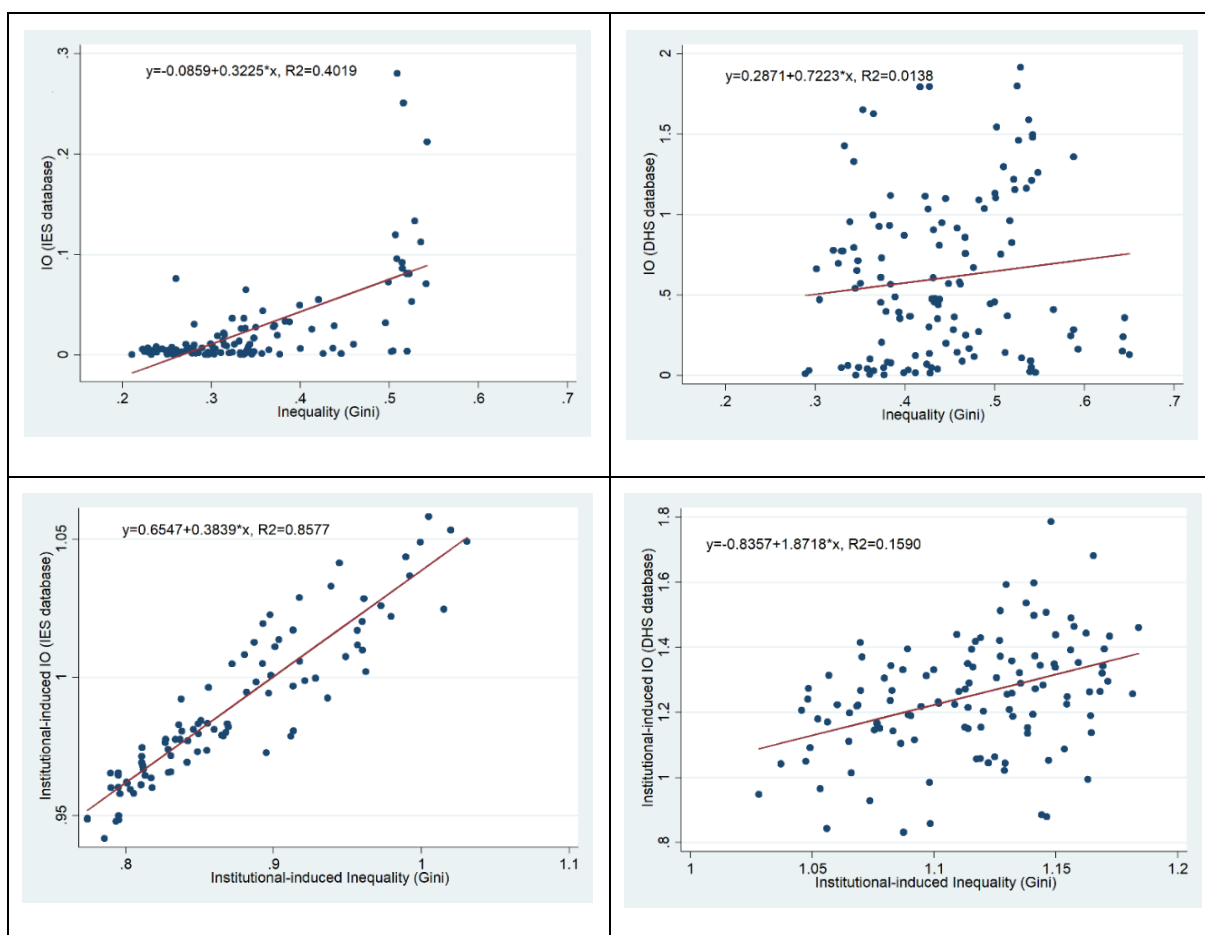 y=-0.0859+0.3225*x, R2=0.4019
IO (IES database)
.3
.2
.1
0
.2 .3 .4 .5 .6 .7
Inequality (Gini)
y=0.2871+0.7223*x, R2=0.0138
IO (DHS database)
2
1.5
1
.5
0
.2 .3 .4 .5 .6 .7
Inequality (Gini)
y=0.6547+0.3839*x, R2=0.8577
Institutional-induced IO (IES database)
1.05
1
.95
.8 .9 1 1.1
Institutional-induced Inequality (Gini)
y=-0.8357+1.8718*x, R2=0.1590
Institutional-induced IO (DHS database)
1.8
1.6
1.4
1.2
1
.8
1 1.05 1.1 1.15 1.2
Institutional-induced Inequality (Gini)